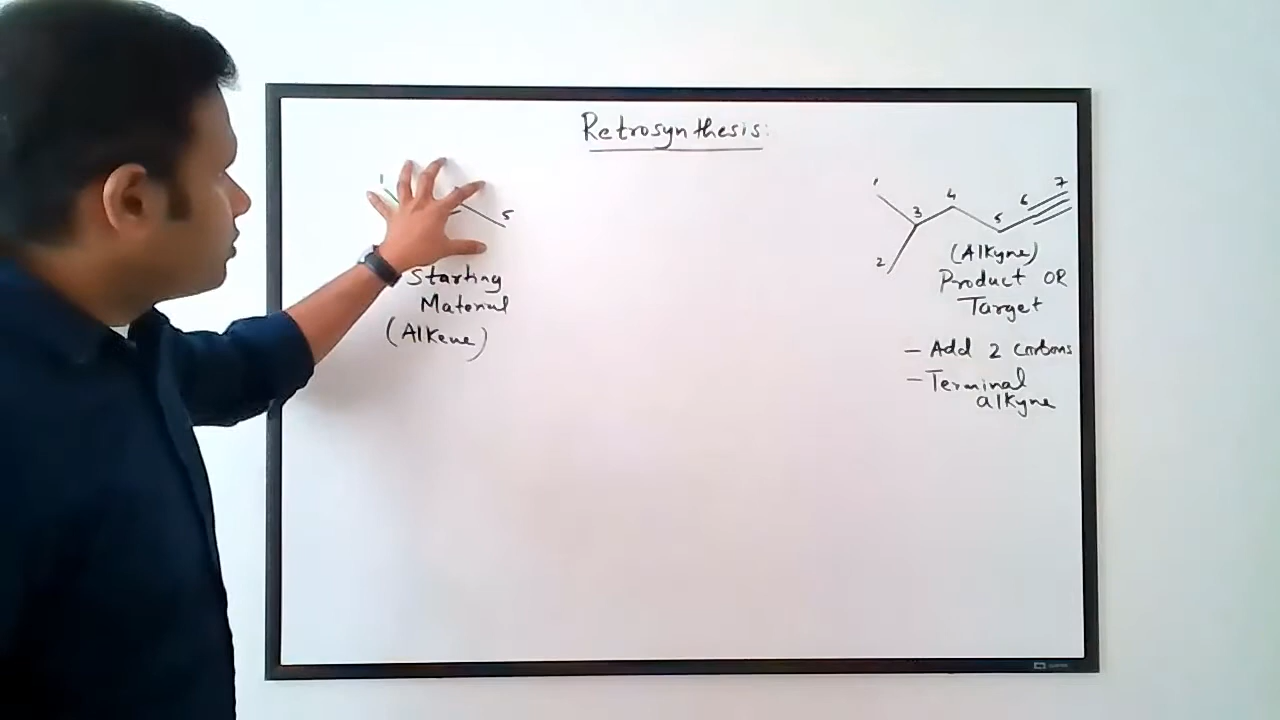 Retrosynthesis:
1
5
Starting
Material
(Alkene)
1
2
3
4
5
6
7
(Alkyne)
Product OR
Target
- Add 2 Carbons
- Terminal
alkyne